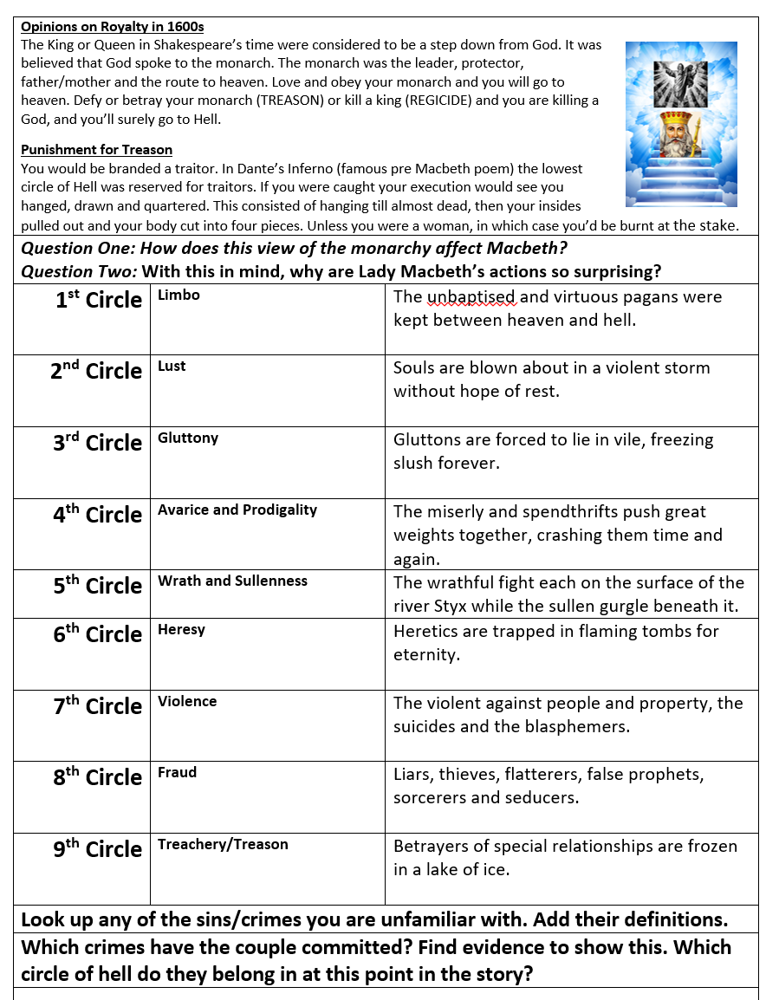 Opinions on Royalty in 1600s
The King or Queen in Shakespeare's time were considered to be a step down from God. It was
believed that God spoke to the monarch. The monarch was the leader, protector,
father/mother and the route to heaven. Love and obey your monarch and you will go to
heaven. Defy or betray your monarch (TREASON) or kill a king (REGICIDE) and you are killing a
God, and you'll surely go to Hell.
Punishment for Treason
You would be branded a traitor. In Dante's Inferno (famous pre Macbeth poem) the lowest
circle of Hell was reserved for traitors. If you were caught your execution would see you
hanged, drawn and quartered. This consisted of hanging till almost dead, then your insides
pulled out and your body cut into four pieces. Unless you were a woman, in which case you'd be burnt at the stake.
Question One: How does this view of the monarchy affect Macbeth?
Question Two: With this in mind, why are Lady Macbeth's actions so surprising?
1st Circle Limbo The unbaptised and virtuous pagans were
kept between heaven and hell.
2nd Circle Lust Souls are blown about in a violent storm
without hope of rest.
3rd Circle Gluttony Gluttons are forced to lie in vile, freezing
slush forever.
4th Circle Avarice and Prodigality The miserly and spendthrifts push great
weights together, crashing them time and
again.
5th Circle Wrath and Sullenness The wrathful fight each on the surface of the
river Styx while the sullen gurgle beneath it.
6th Circle Heresy Heretics are trapped in flaming tombs for
eternity.
7th Circle Violence The violent against people and property, the
suicides and the blasphemers.
8th Circle Fraud Liars, thieves, flatterers, false prophets,
sorcerers and seducers.
9th Circle Treachery/Treason Betrayers of special relationships are frozen
in a lake of ice.
Look up any of the sins/crimes you are unfamiliar with. Add their definitions.
Which crimes have the couple committed? Find evidence to show this. Which
circle of hell do they belong in at this point in the story?